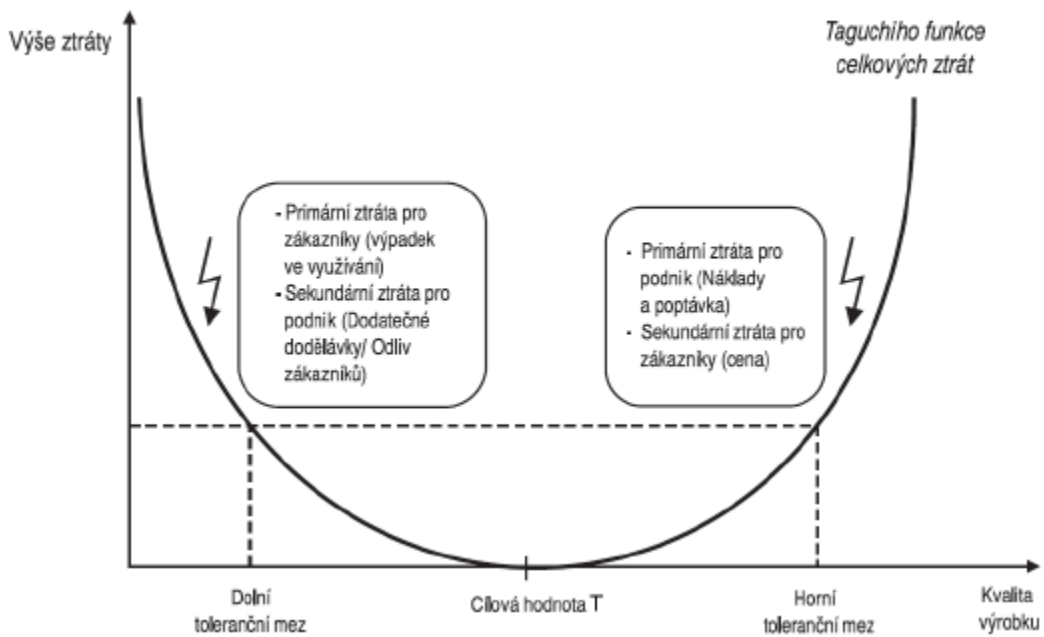 Výše ztráty
Taguchiho funkce
celkových ztrát
- Primární ztráta pro
zákazníky (výpadek
ve využívání)
- Sekundární ztráta pro
podnik (Dodatečné
dodělávky/ Odliv
zákazníků)
- Primární ztráta pro
podnik (Náklady
a poptávka)
- Sekundární ztráta pro
zákazníky (cena)
Dolní
toleranční mez
Cílová hodnota T
Horní
toleranční mez
Kvalita
výrobku